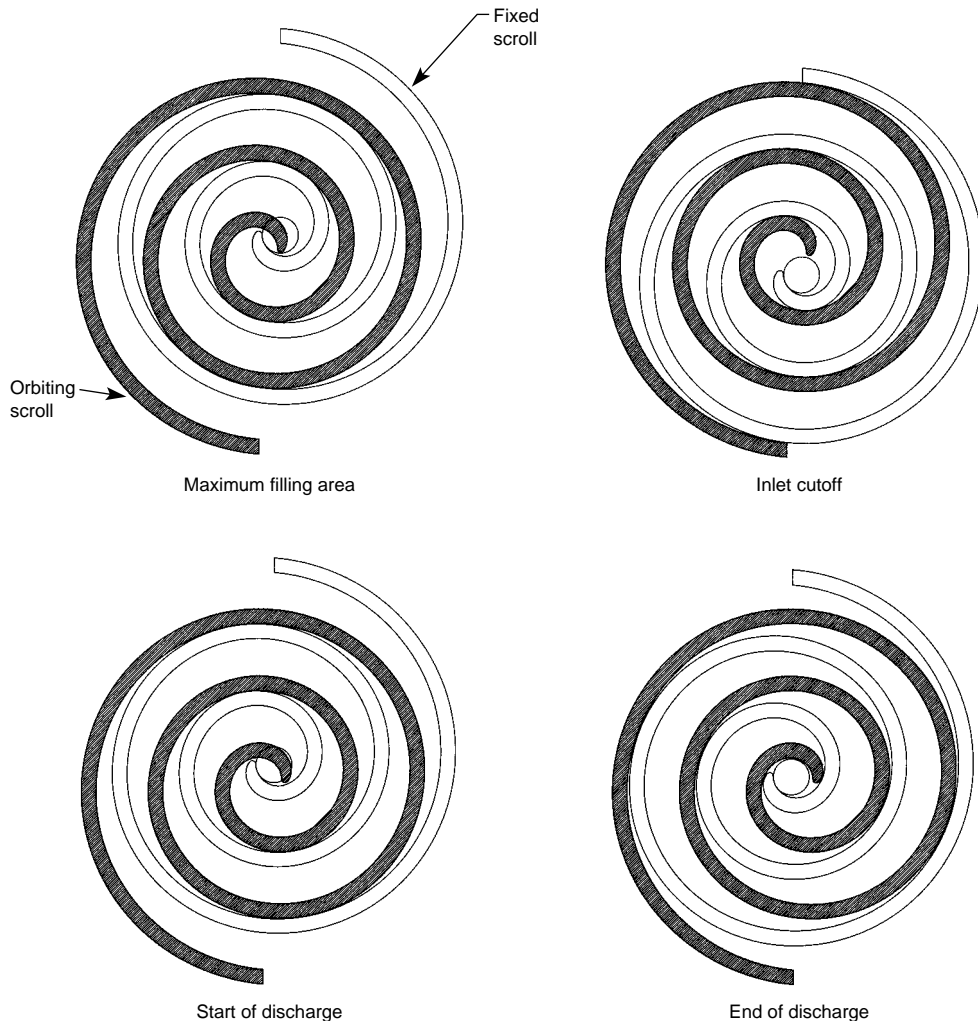 Fixed
scroll
Orbiting
scroll
Maximum filling area
Inlet cutoff
Start of discharge
End of discharge